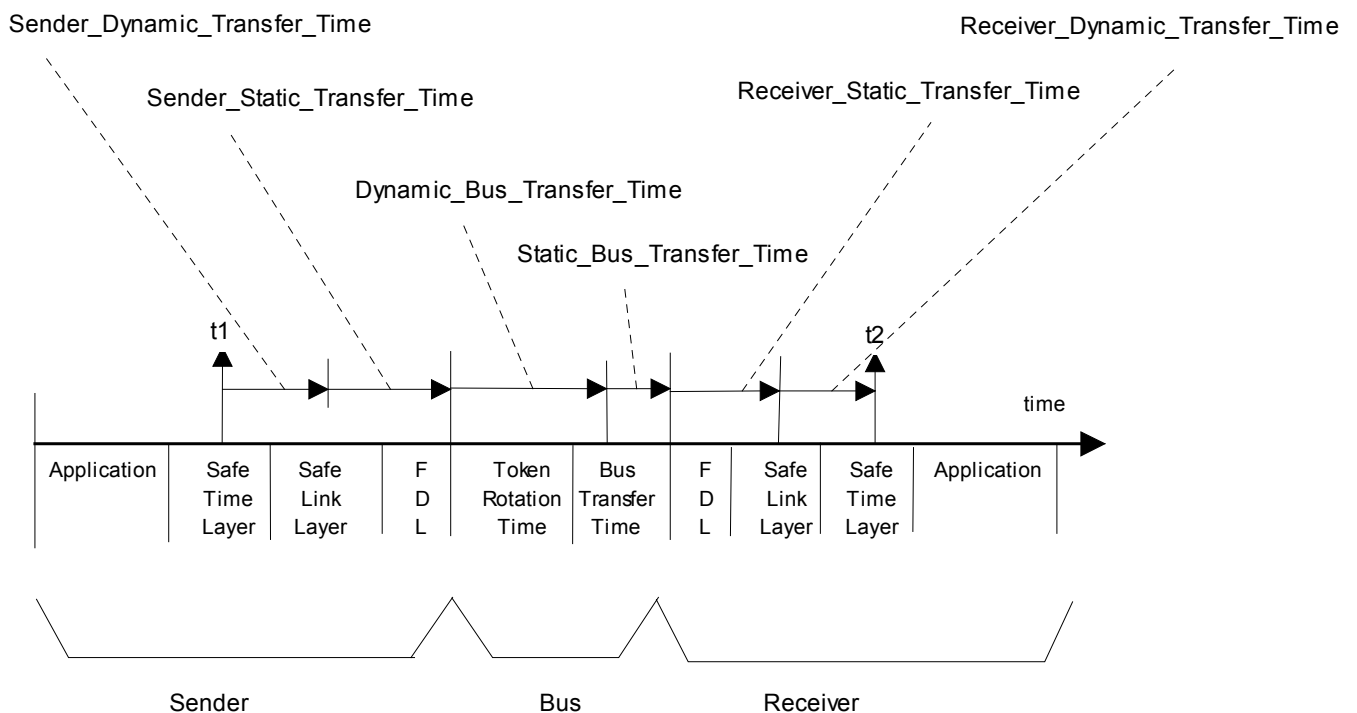 Sender_Dynamic_Transfer_Time
Receiver_Dynamic_Transfer_Time
Sender_Static_Transfer_Time
Receiver_Static_Transfer_Time
Dynamic_Bus_Transfer_Time
Static_Bus_Transfer_Time
t1
t2
time
Application
Safe
Time
Layer
Safe
Link
Layer
F
D
L
Token
Rotation
Time
Bus
Transfer
Time
F
D
L
Safe
Link
Layer
Safe
Time
Layer
Application
Sender
Bus
Receiver